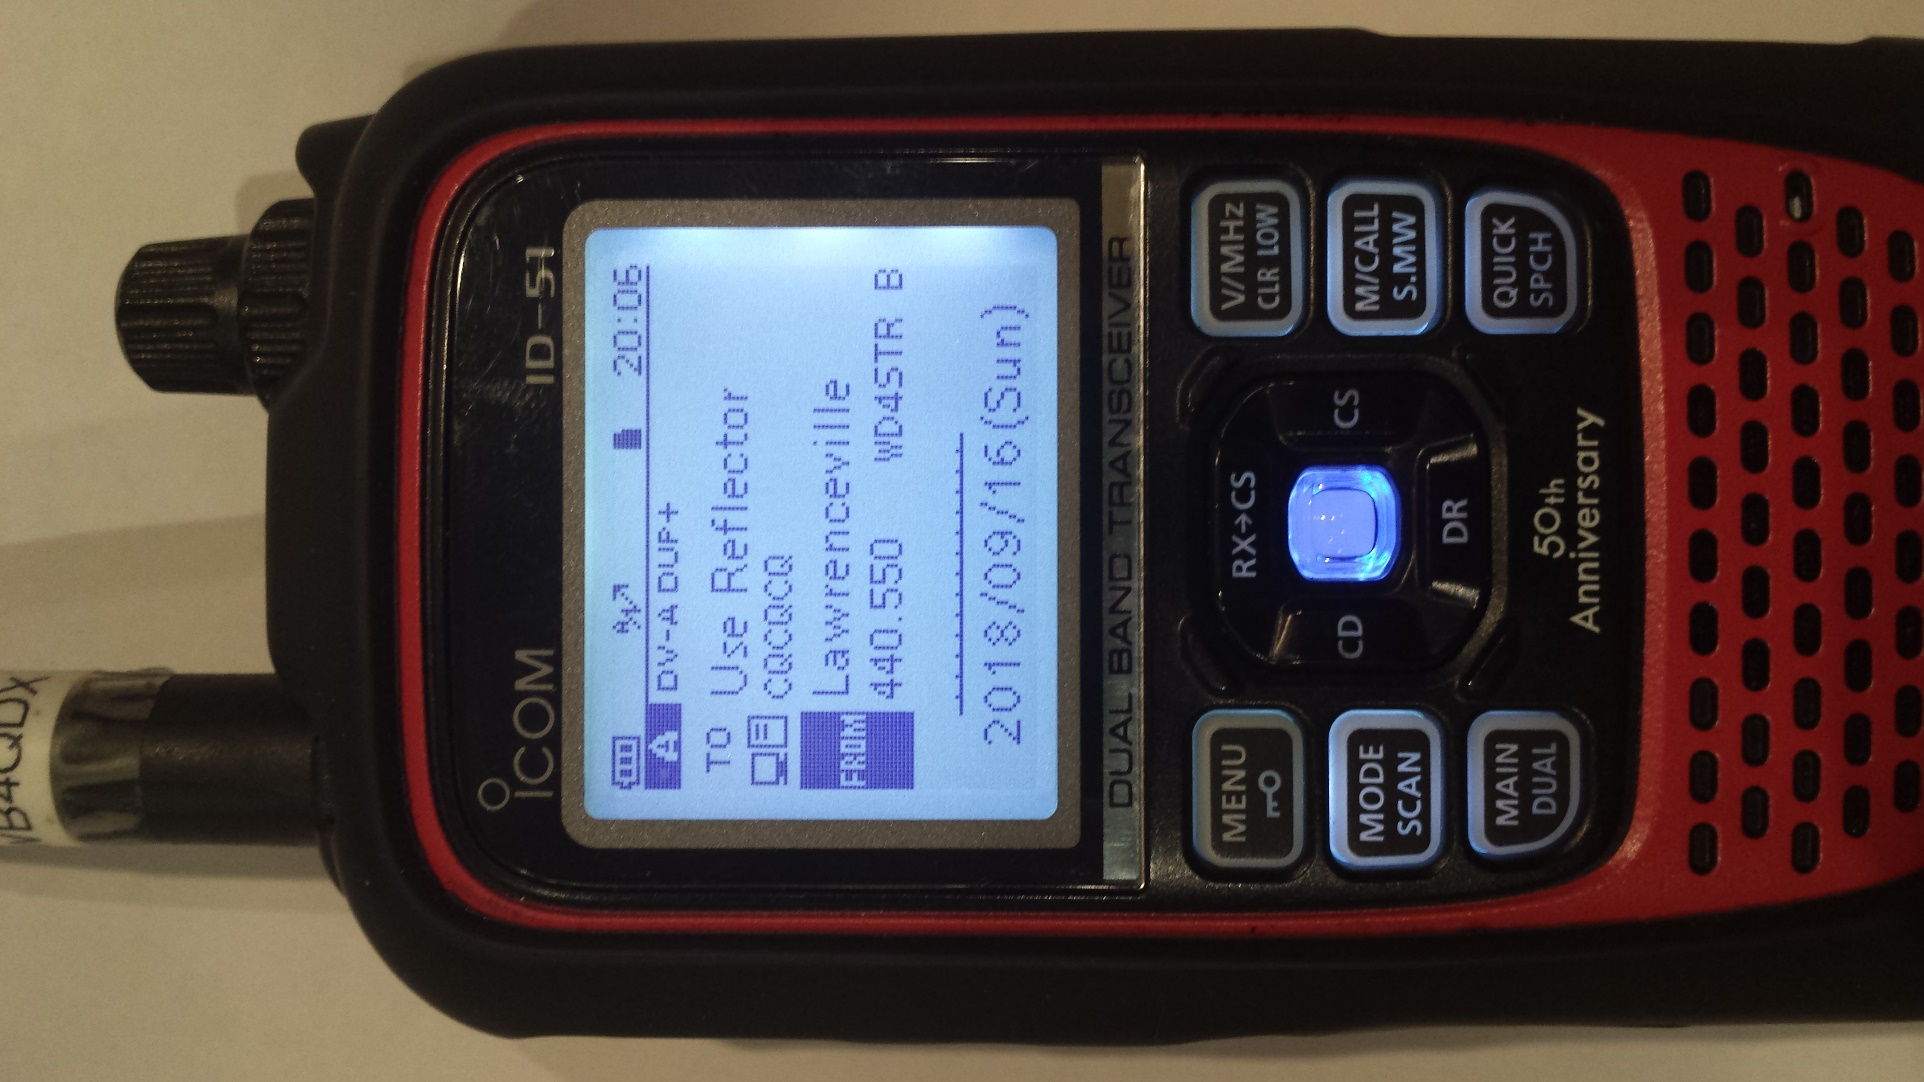 WB4QDX
ICOM
ID-51
20:06
A DV-A DUP+
TO Use Reflector
CQCQCQ
FROM Lawrenceville
440.550 WD4STR B
2018/09/16(Sun)
DUAL BAND TRANSCEIVER
MENU
RX→CS
V/MHz
CLR LOW
MODE
SCAN
CD
CS
M/CALL
S.MW
MAIN
DUAL
DR
QUICK
SPCH
50th
Anniversary